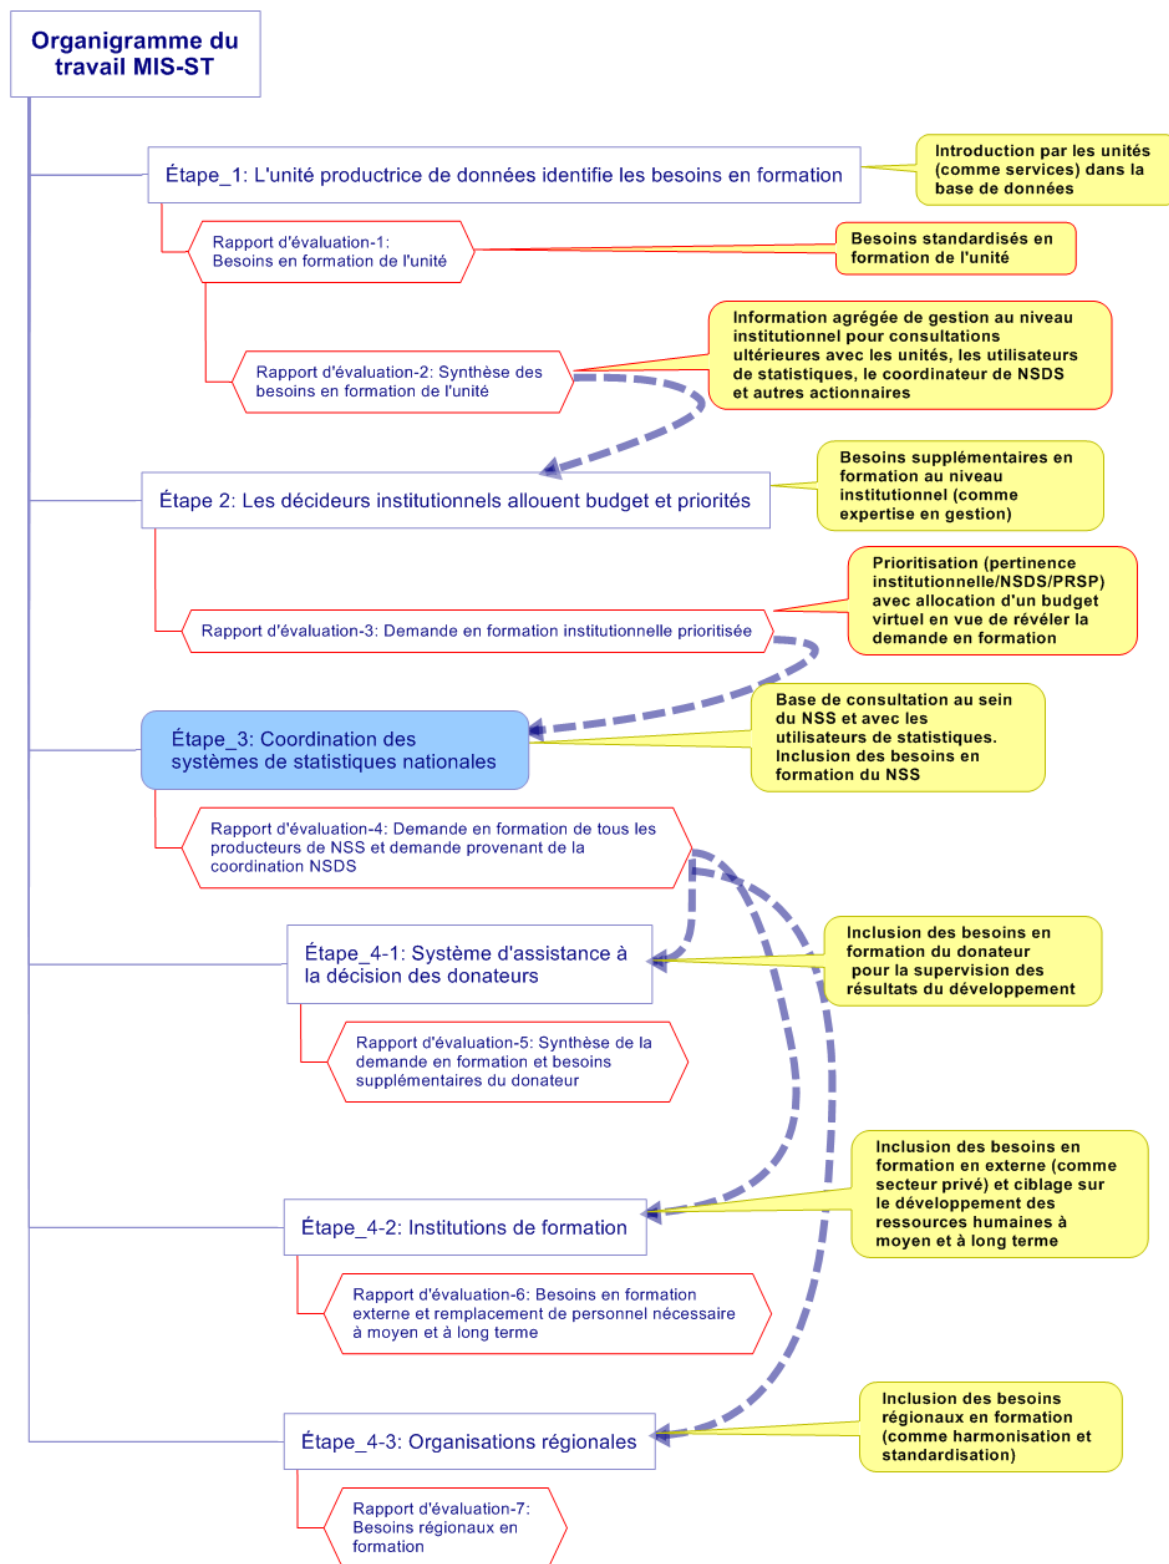 Organigramme du
travail MIS-ST
Étape_1: L'unité productrice de données identifie les besoins en formation
Introduction par les unités
(comme services) dans la
base de données
Rapport d'évaluation-1:
Besoins en formation de l'unité
Besoins standardisés en
formation de l'unité
Rapport d'évaluation-2: Synthèse des
besoins en formation de l'unité
Information agrégée de gestion au niveau
institutionnel pour consultations
ultérieures avec les unités, les utilisateurs
de statistiques, le coordinateur de NSDS
et autres actionnaires
Étape 2: Les décideurs institutionnels allouent budget et priorités
Besoins supplémentaires en
formation au niveau
institutionnel (comme
expertise en gestion)
Rapport d'évaluation-3: Demande en formation institutionnelle prioritisée
Prioritisation (pertinence
institutionnelle/NSDS/PRSP)
avec allocation d'un budget
virtuel en vue de révéler la
demande en formation
Étape_3: Coordination des
systèmes de statistiques nationales
Base de consultation au sein
du NSS et avec les
utilisateurs de statistiques.
Inclusion des besoins en
formation du NSS
Rapport d'évaluation-4: Demande en formation de tous les
producteurs de NSS et demande provenant de la
coordination NSDS
Étape_4-1: Système d'assistance à
la décision des donateurs
Inclusion des besoins en
formation du donateur
pour la supervision des
résultats du développement
Rapport d'évaluation-5: Synthèse de la
demande en formation et besoins
supplémentaires du donateur
Étape_4-2: Institutions de formation
Inclusion des besoins en
formation en externe (comme
secteur privé) et ciblage sur
le développement des
ressources humaines à
moyen et à long terme
Rapport d'évaluation-6: Besoins en formation
externe et remplacement de personnel nécessaire
à moyen et à long terme
Étape_4-3: Organisations régionales
Inclusion des besoins
régionaux en formation
(comme harmonisation et
standardisation)
Rapport d'évaluation-7:
Besoins régionaux en
formation